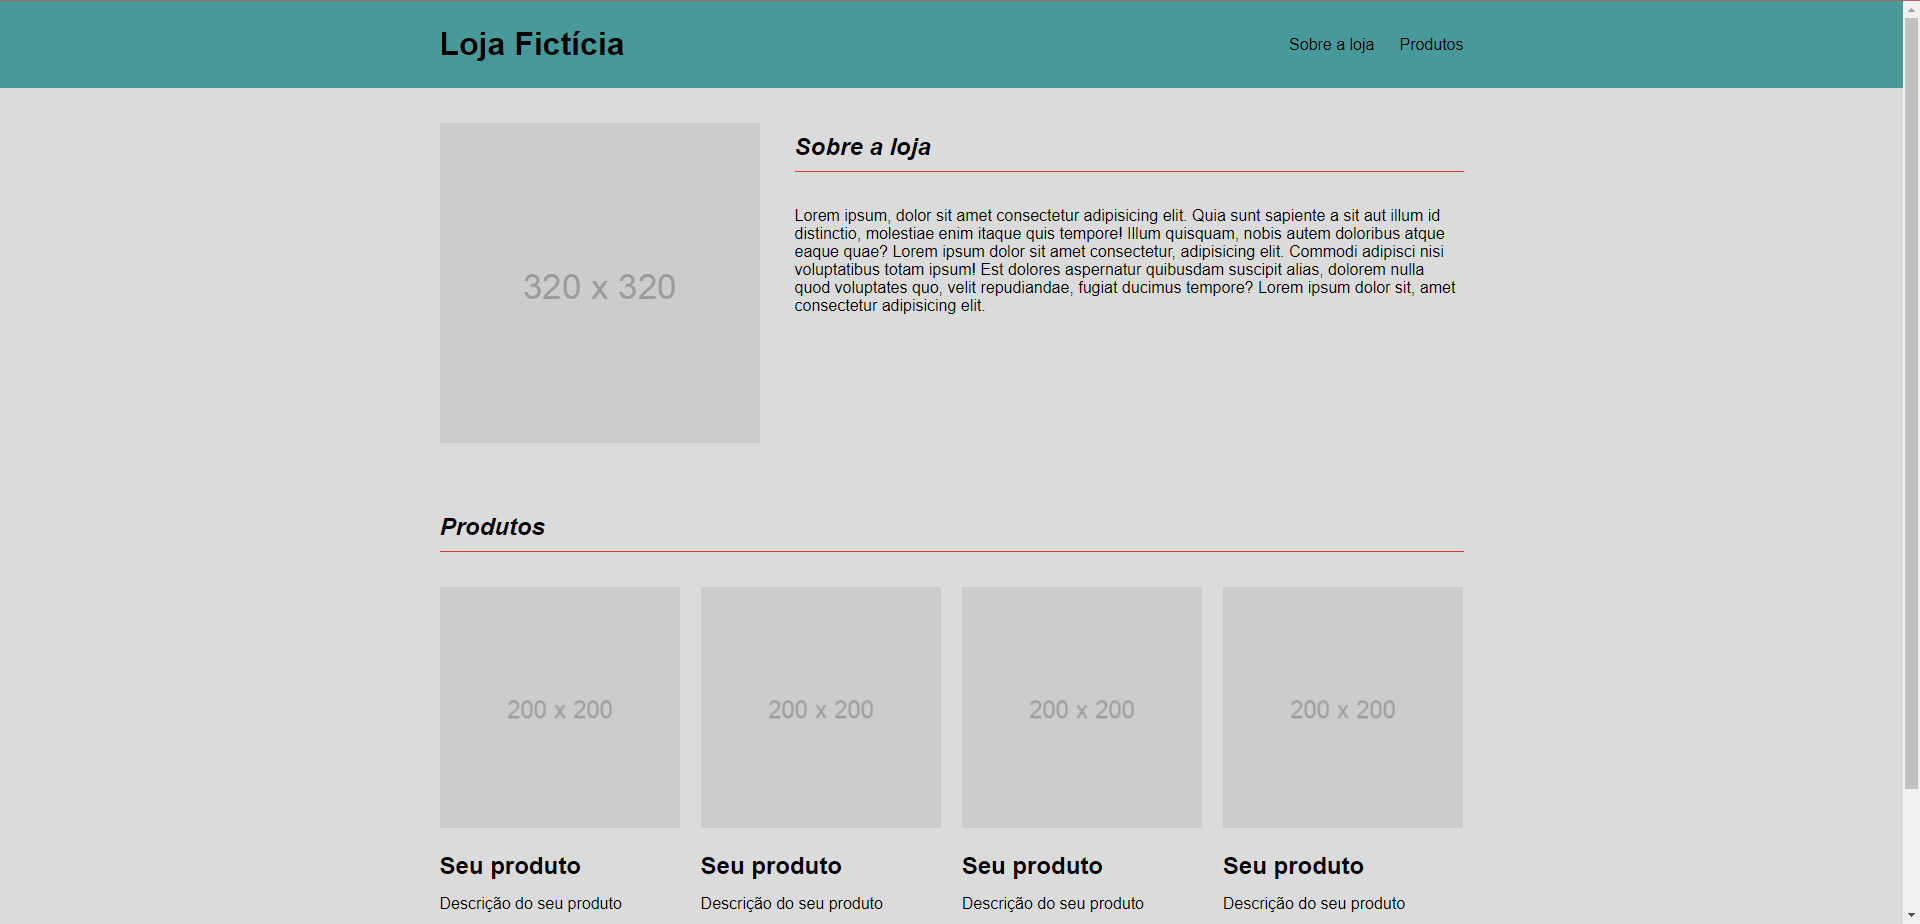 Loja Fictícia
Sobre a loja
Produtos
320 x 320
Sobre a loja
Lorem ipsum, dolor sit amet consectetur adipisicing elit. Quia sunt sapiente a sit aut illum id
distinctio, molestiae enim itaque quis tempore! Illum quisquam, nobis autem doloribus atque
eaque quae? Lorem ipsum dolor sit amet consectetur, adipisicing elit. Commodi adipisci nisi
voluptatibus totam ipsum! Est dolores aspernatur quibusdam suscipit alias, dolorem nulla
quod voluptates quo, velit repudiandae, fugiat ducimus tempore? Lorem ipsum dolor sit, amet
consectetur adipisicing elit.
Produtos
200 x 200
200 x 200
200 x 200
200 x 200
Seu produto
Seu produto
Seu produto
Seu produto
Descrição do seu produto
Descrição do seu produto
Descrição do seu produto
Descrição do seu produto